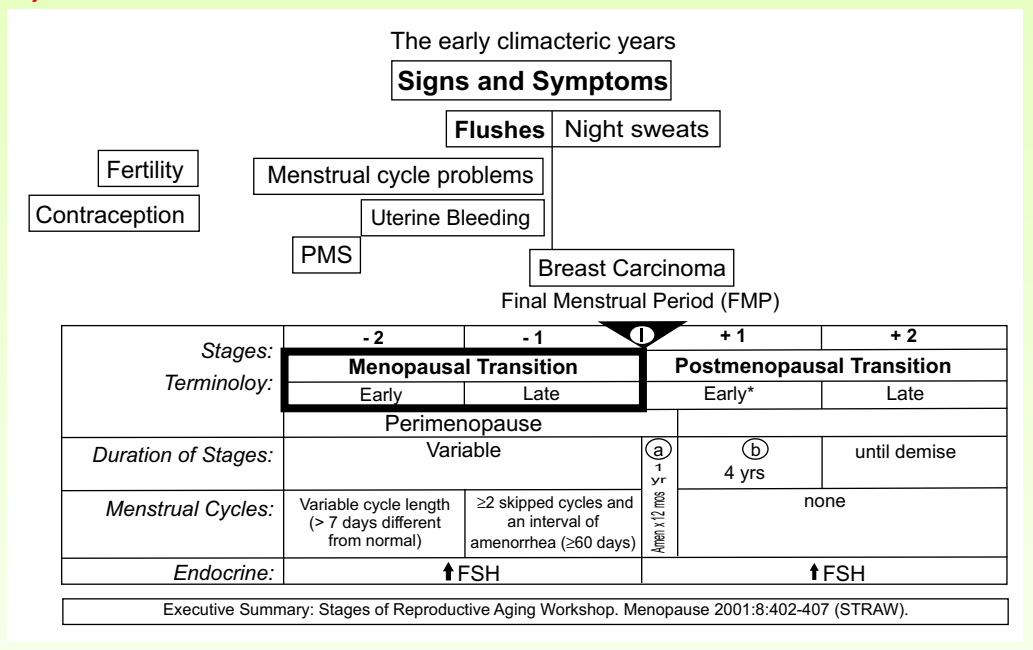 The early climacteric years
Signs and Symptoms
Flushes Night sweats
Fertility
Menstrual cycle problems
Contraception
Uterine Bleeding
PMS
Breast Carcinoma
Final Menstrual Period (FMP)
Stages: - 2 - 1 + 1 + 2
Terminoloy: Menopausal Transition Postmenopausal Transition
Early Late Early* Late
Perimenopause
Duration of Stages: Variable a 1 yr b 4 yrs until demise
Menstrual Cycles: Variable cycle length
(> 7 days different
from normal)
≥2 skipped cycles and
an interval of
amenorrhea (≥60 days)
Amen x 12 mos
none
Endocrine: ⬆FSH ⬆FSH
Executive Summary: Stages of Reproductive Aging Workshop. Menopause 2001:8:402-407 (STRAW).